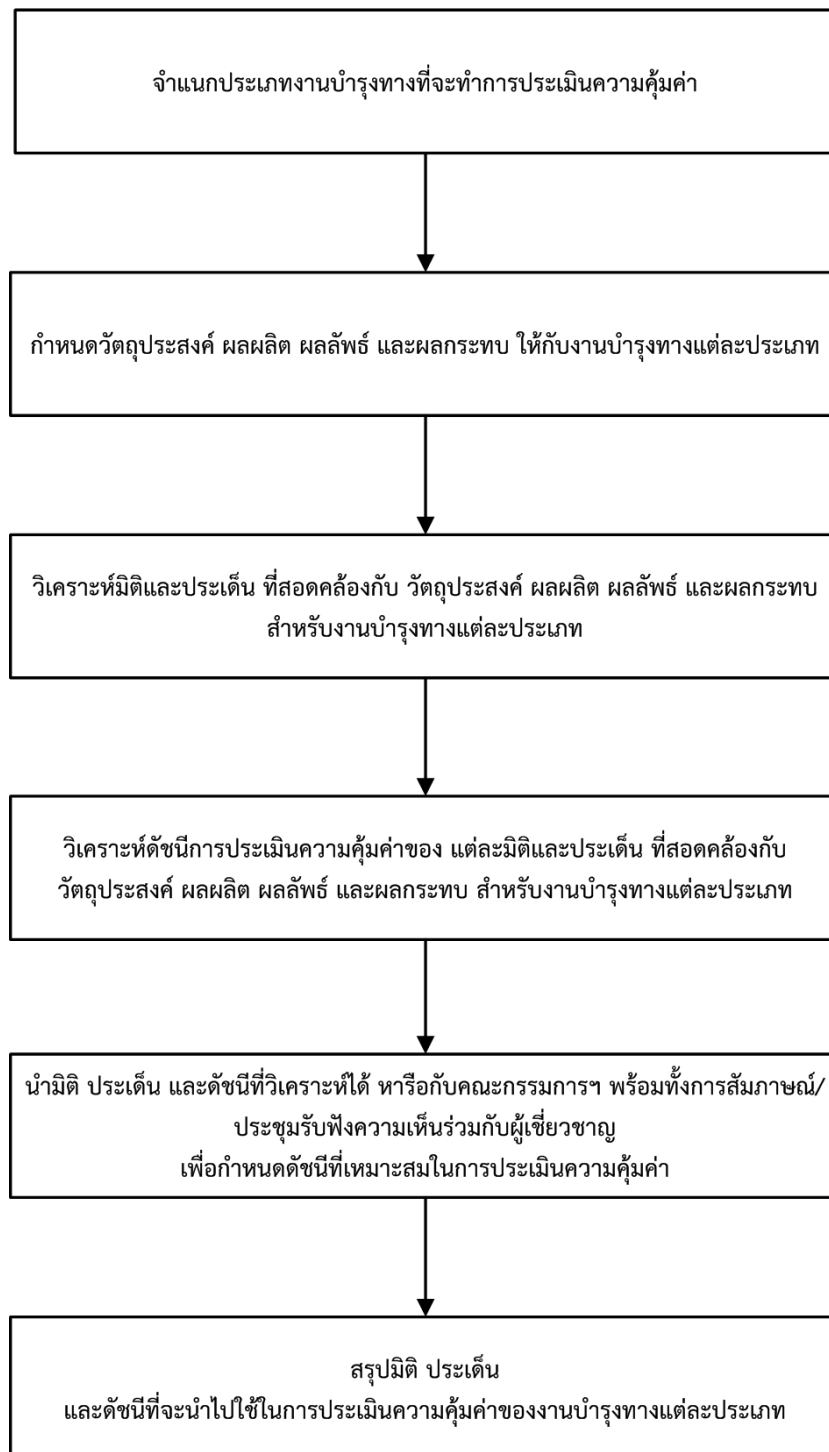 จำแนกประเภทงานบำรุงทางที่จะทำการประเมินความคุ้มค่า
กำหนดวัตถุประสงค์ ผลผลิต ผลลัพธ์ และผลกระทบ ให้กับงานบำรุงทางแต่ละประเภท
วิเคราะห์มิติและประเด็น ที่สอดคล้องกับ วัตถุประสงค์ ผลผลิต ผลลัพธ์ และผลกระทบ
สำหรับงานบำรุงทางแต่ละประเภท
วิเคราะห์ดัชนีการประเมินความคุ้มค่าของ แต่ละมิติและประเด็น ที่สอดคล้องกับ
วัตถุประสงค์ ผลผลิต ผลลัพธ์ และผลกระทบ สำหรับงานบำรุงทางแต่ละประเภท
นำมิติ ประเด็น และดัชนีที่วิเคราะห์ได้ หารือกับคณะกรรมการฯ พร้อมทั้งการสัมภาษณ์/
ประชุมรับฟังความเห็นร่วมกับผู้เชี่ยวชาญ
เพื่อกำหนดดัชนีที่เหมาะสมในการประเมินความคุ้มค่า
สรุปมิติ ประเด็น
และดัชนีที่จะนำไปใช้ในการประเมินความคุ้มค่าของงานบำรุงทางแต่ละประเภท